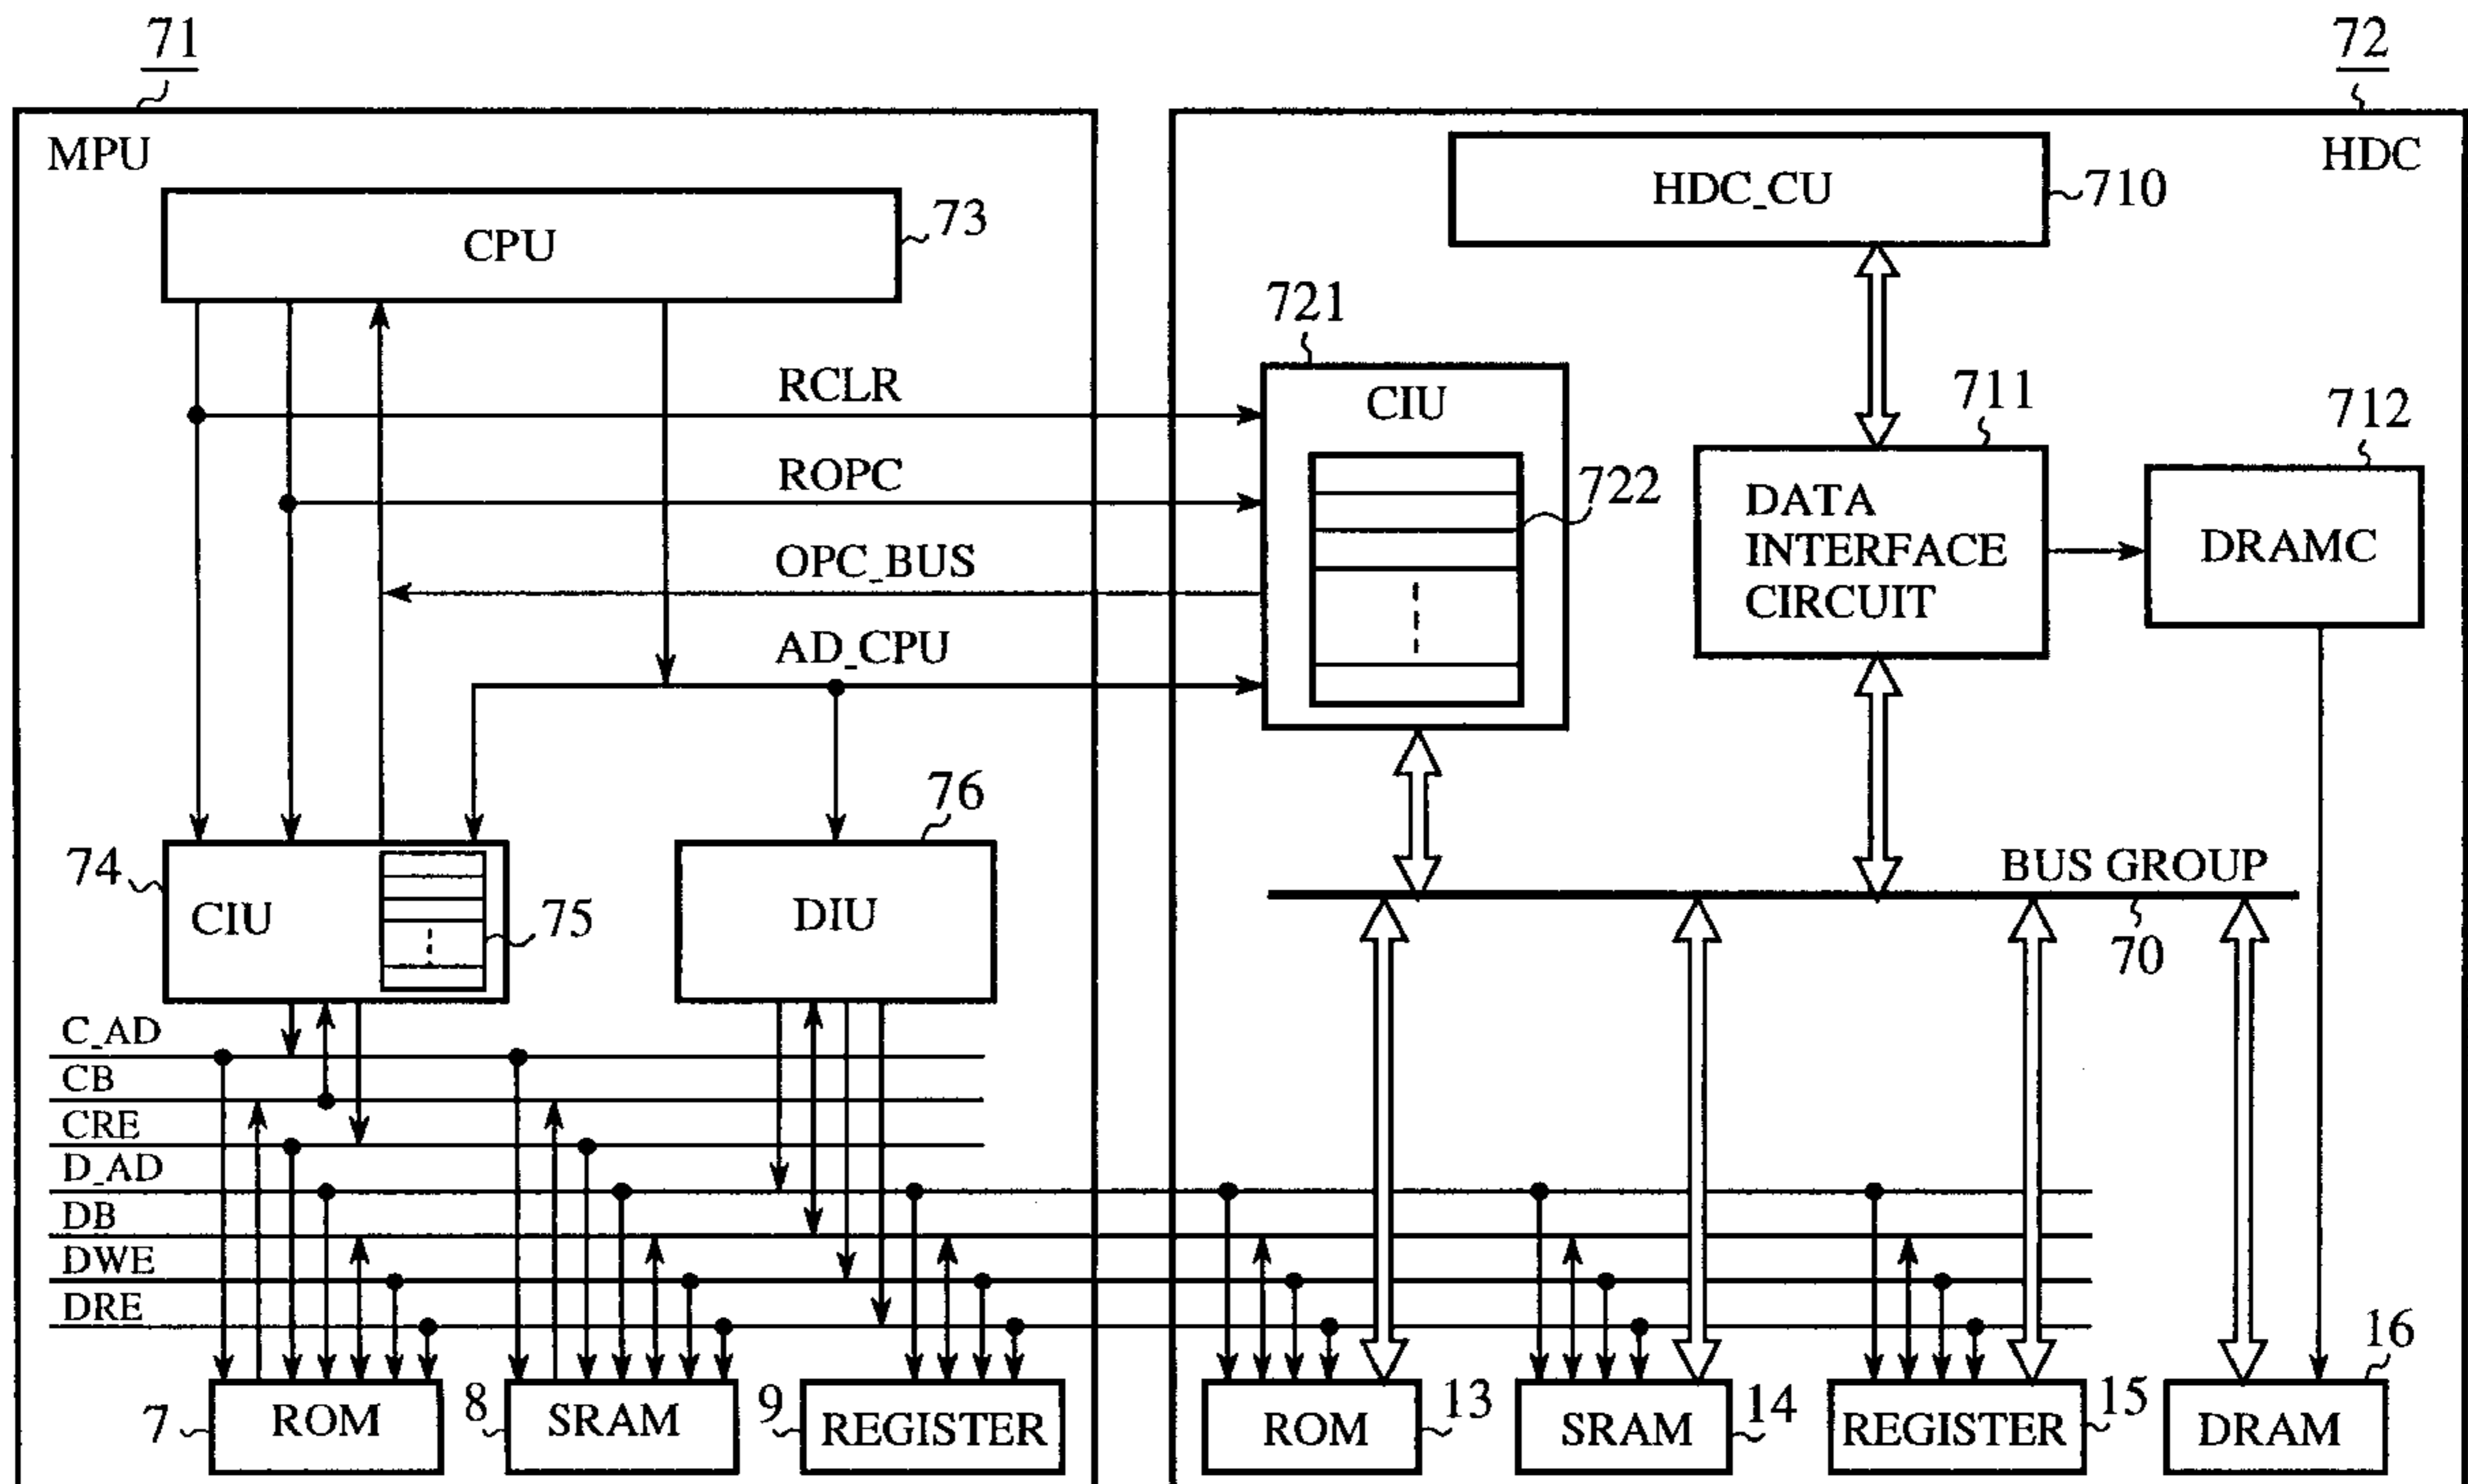 71
72
MPU
HDC
CPU
73
HDC_CU
710
721
CIU
722
711
712
DATA
INTERFACE
CIRCUIT
DRAMC
RCLR
ROPC
OPC_BUS
AD_CPU
74
CIU
75
76
DIU
BUS GROUP
70
C_AD
CB
CRE
D_AD
DB
DWE
DRE
7
ROM
8
SRAM
9
REGISTER
ROM
13
SRAM
14
REGISTER
15
DRAM
16